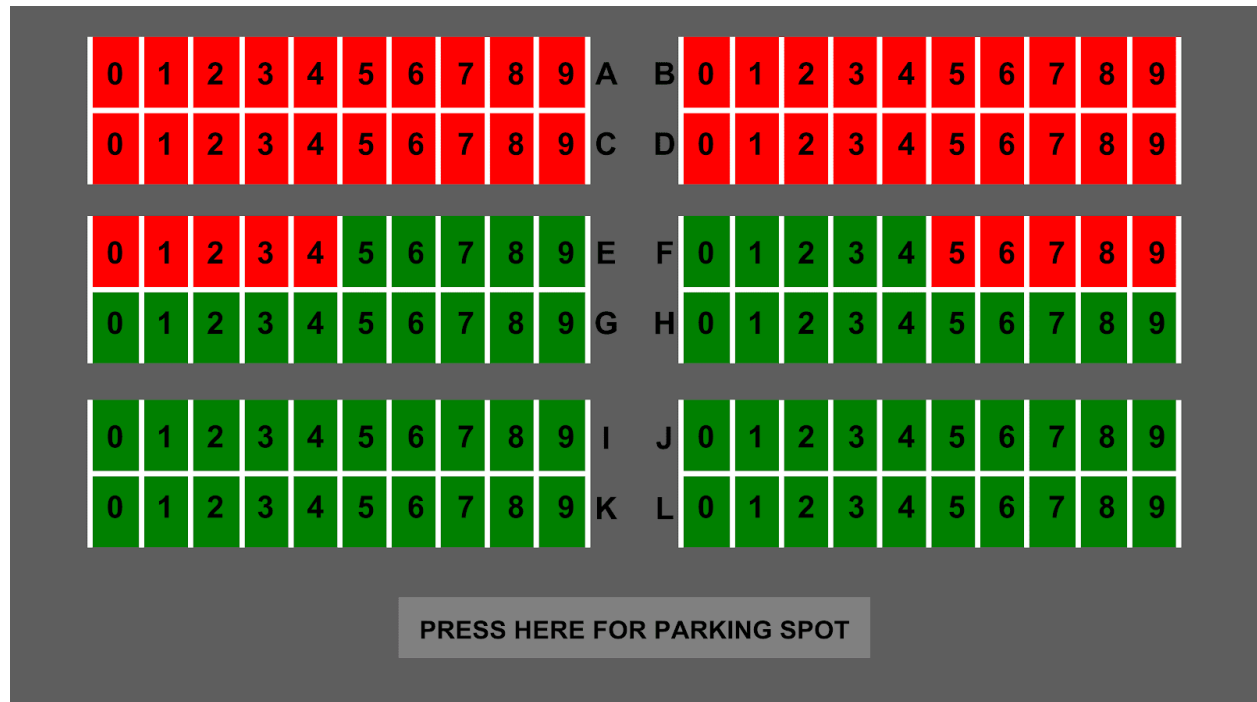 0 1 2 3 4 5 6 7 8 9 A B 0 1 2 3 4 5 6 7 8 9
0 1 2 3 4 5 6 7 8 9 C D 0 1 2 3 4 5 6 7 8 9
0 1 2 3 4 5 6 7 8 9 E F 0 1 2 3 4 5 6 7 8 9
0 1 2 3 4 5 6 7 8 9 G H 0 1 2 3 4 5 6 7 8 9
0 1 2 3 4 5 6 7 8 9 I J 0 1 2 3 4 5 6 7 8 9
0 1 2 3 4 5 6 7 8 9 K L 0 1 2 3 4 5 6 7 8 9
PRESS HERE FOR PARKING SPOT